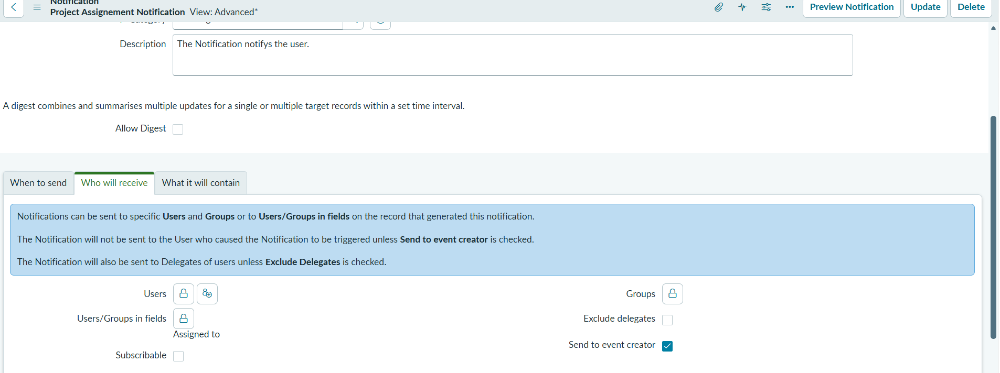 Notification
Project Assignement Notification View: Advanced*
Preview Notification
Update
Delete
Category
Description
The Notification notifys the user.
A digest combines and summarises multiple updates for a single or multiple target records within a set time interval.
Allow Digest
When to send
Who will receive
What it will contain
Notifications can be sent to specific Users and Groups or to Users/Groups in fields on the record that generated this notification.
The Notification will not be sent to the User who caused the Notification to be triggered unless Send to event creator is checked.
The Notification will also be sent to Delegates of users unless Exclude Delegates is checked.
Users
Groups
Users/Groups in fields
Assigned to
Exclude delegates
Send to event creator
Subscribable